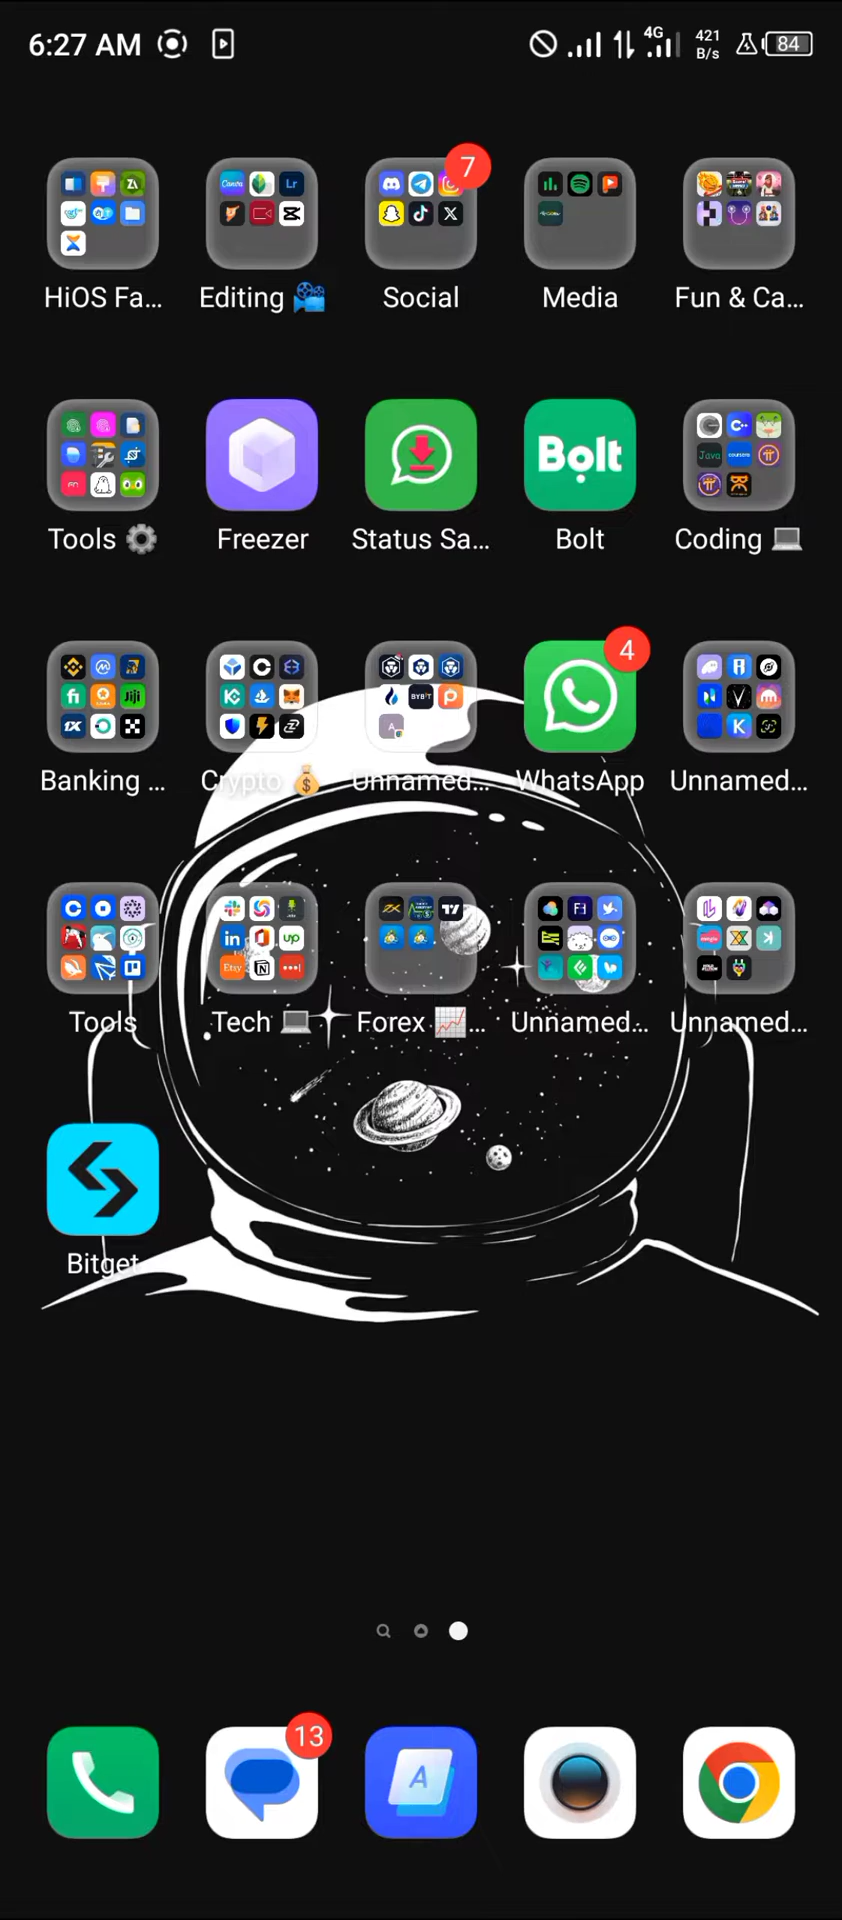 6:27 AM
4G
421
B/s
84
7
HiOS Fa...
Editing 🎥
Social
Media
Fun & Ca...
Bolt
Tools ⚙️
Freezer
Status Sa...
Bolt
Coding 💻
4
Banking ...
Crypto 💰
Unnamed...
WhatsApp
Unnamed...
Tools
Tech 💻
Forex 📈...
Unnamed...
Unnamed...
Bitget
13
A